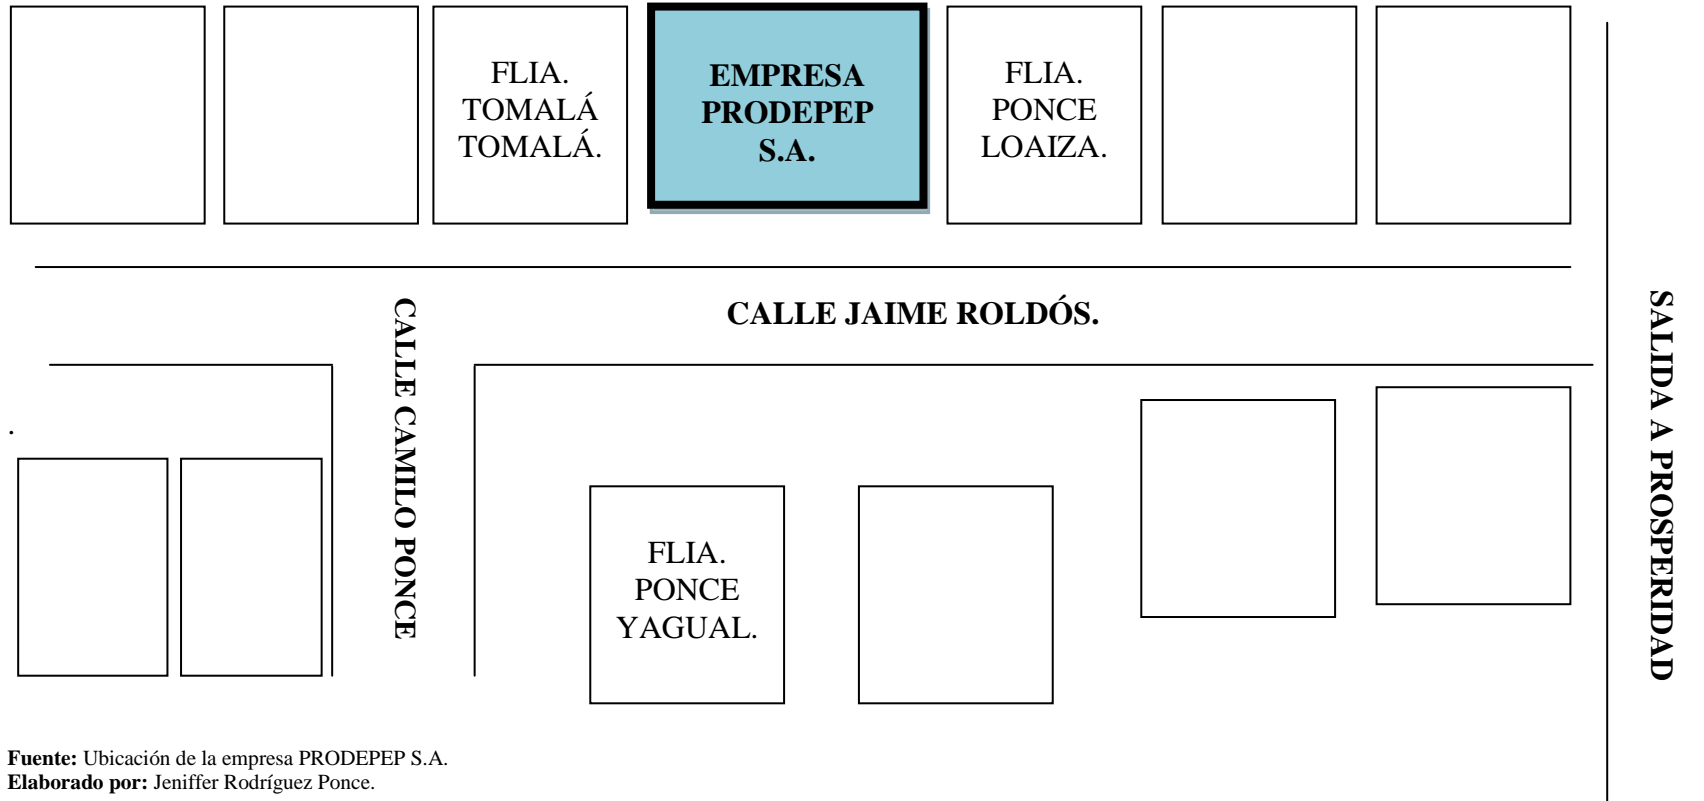 FLIA.
TOMALÁ
TOMALÁ.
EMPRESA
PRODEPEP
S.A.
FLIA.
PONCE
LOAIZA.
CALLE JAIME ROLDÓS.
CALLE CAMILO PONCE
SALIDA A PROSPERIDAD
.
FLIA.
PONCE
YAGUAL.
Fuente: Ubicación de la empresa PRODEPEP S.A.
Elaborado por: Jeniffer Rodríguez Ponce.